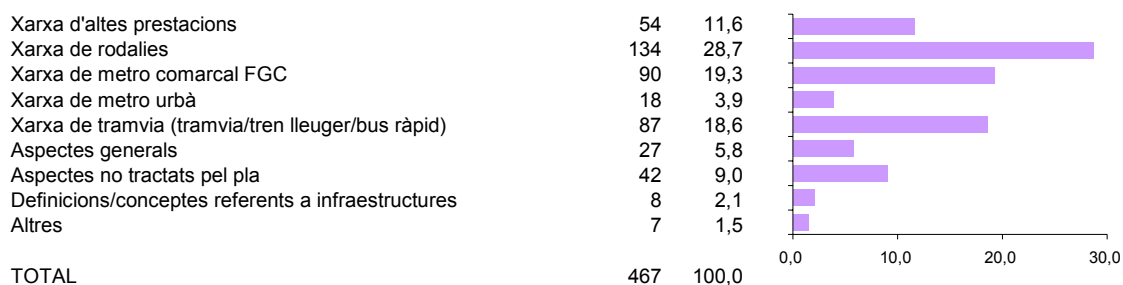 Xarxa d'altes prestacions 54 11,6
Xarxa de rodalies 134 28,7
Xarxa de metro comarcal FGC 90 19,3
Xarxa de metro urbà 18 3,9
Xarxa de tramvia (tramvia/tren lleuger/bus ràpid) 87 18,6
Aspectes generals 27 5,8
Aspectes no tractats pel pla 42 9,0
Definicions/conceptes referents a infraestructures 8 2,1
Altres 7 1,5
0,0 10,0 20,0 30,0
TOTAL 467 100,0